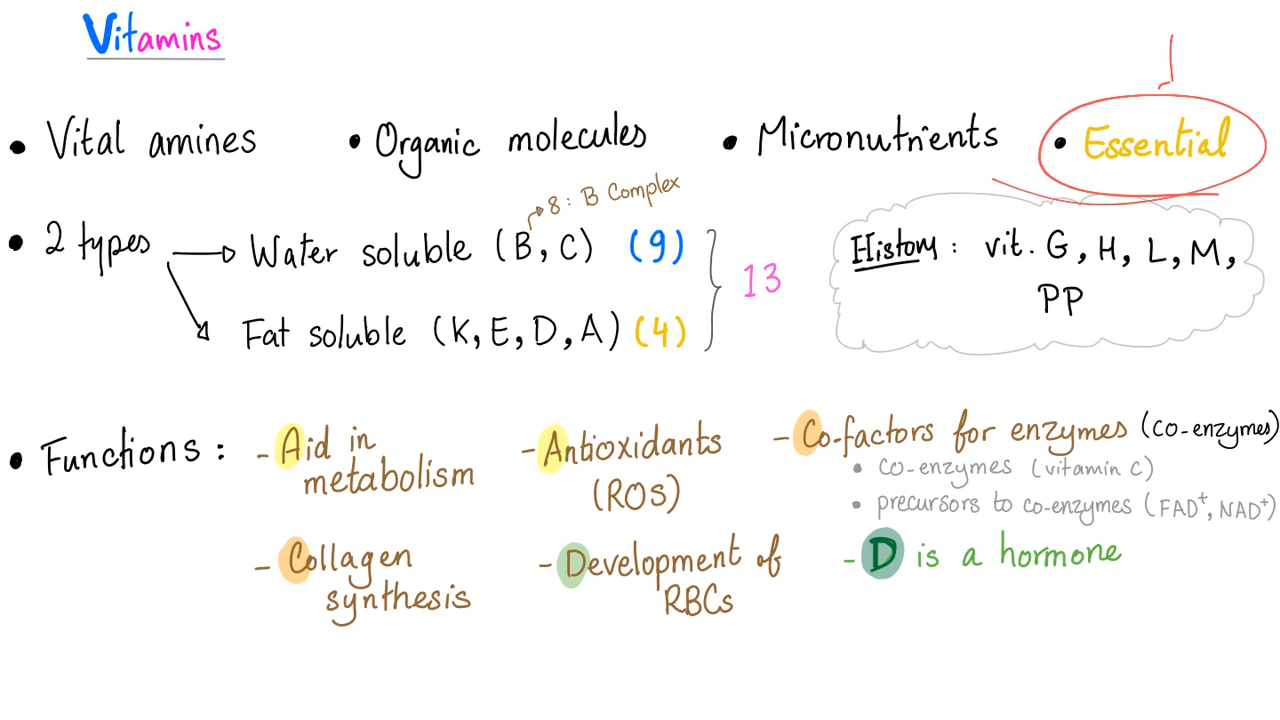 Vitamins
• Vital amines • Organic molecules • Micronutrients • Essential
8: B Complex
• 2 types Water soluble (B, C) (9)
13
Fat soluble (K, E, D, A) (4)
History: vit. G, H, L, M,
PP
• Functions: - Aid in
metabolism
- Antioxidants
(ROS)
- Co-factors for enzymes (co-enzymes)
• co-enzymes (vitamin c)
• precursors to co-enzymes (FAD⁺, NAD⁺)
- Collagen
synthesis
- Development of
RBCs
- D is a hormone